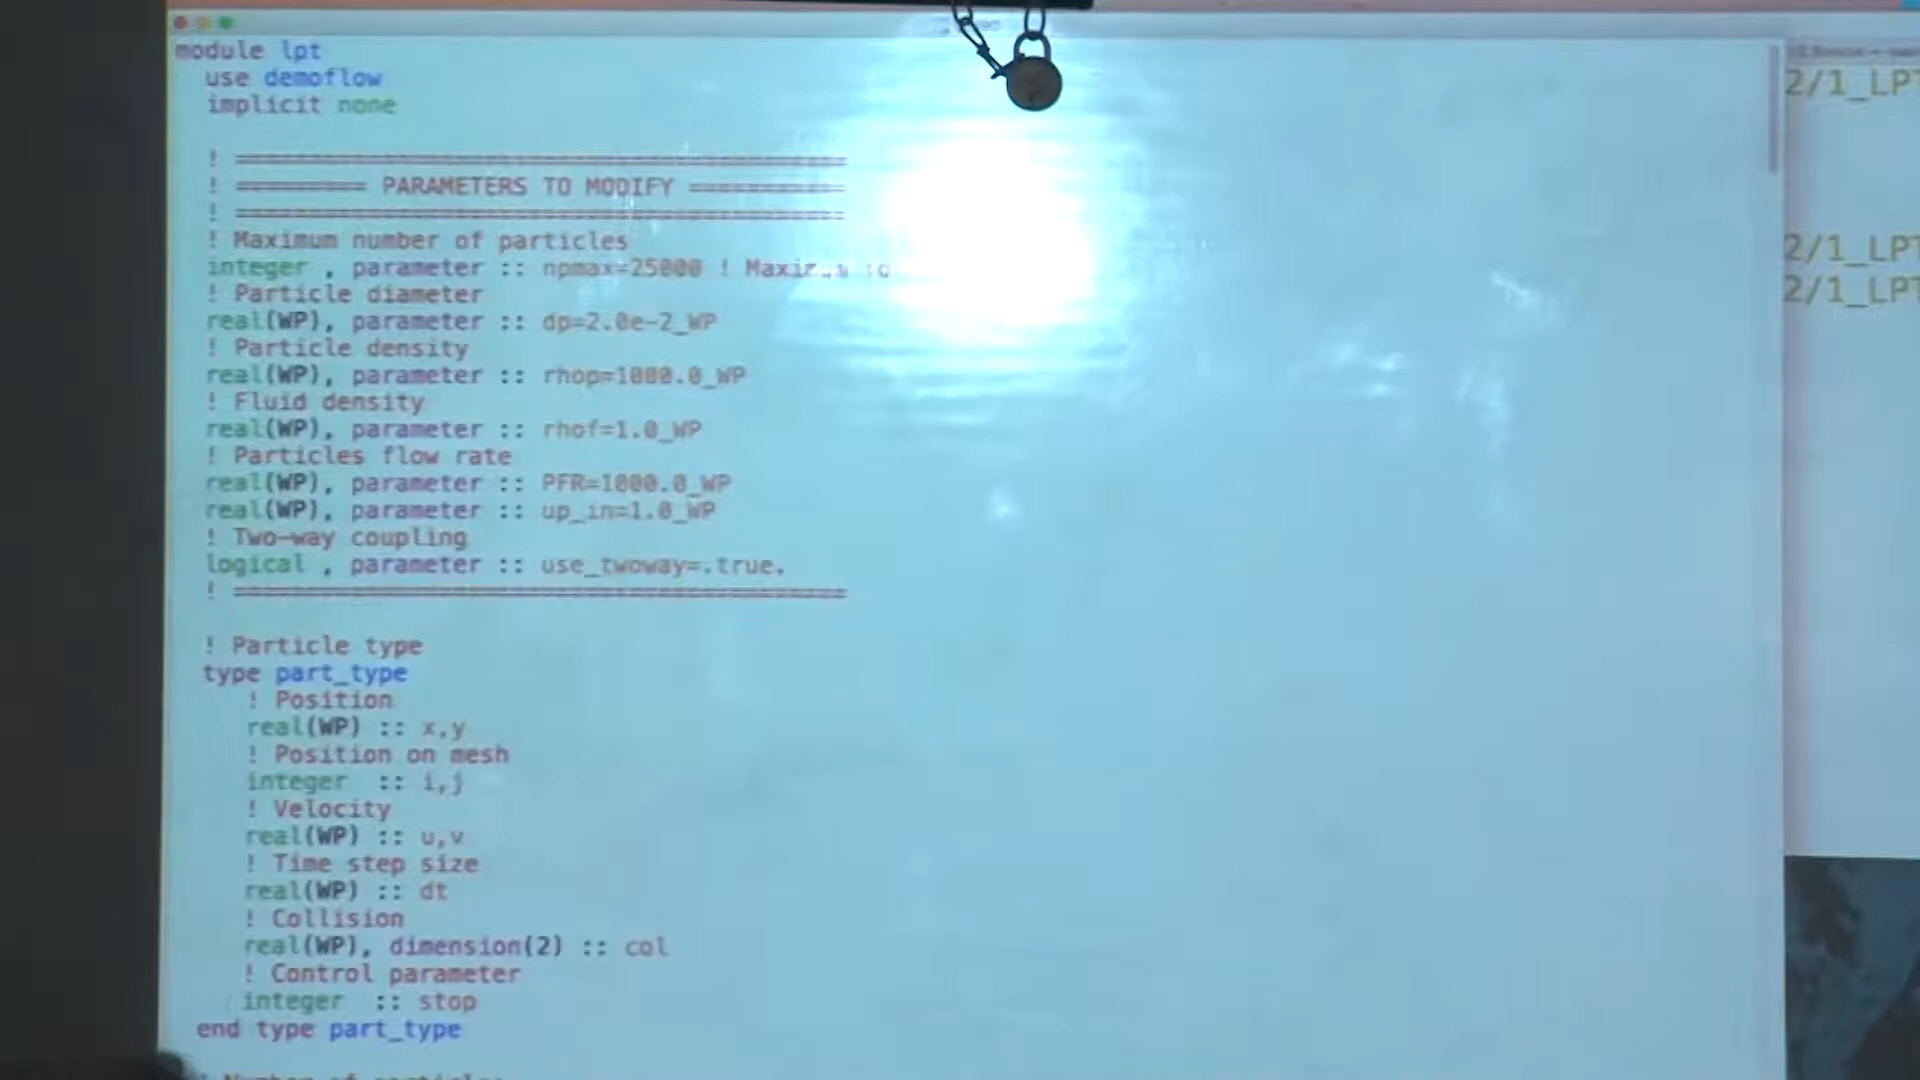 module lpt
use demoflow
implicit none
! ==========================================
! ========= PARAMETERS TO MODIFY ===========
! ==========================================
! Maximum number of particles
integer , parameter :: npmax=25000 ! Maximum to
! Particle diameter
real(WP), parameter :: dp=2.0e-2_WP
! Particle density
real(WP), parameter :: rhop=1000.0_WP
! Fluid density
real(WP), parameter :: rhof=1.0_WP
! Particles flow rate
real(WP), parameter :: PFR=1000.0_WP
real(WP), parameter :: up_in=1.0_WP
! Two-way coupling
logical , parameter :: use_twoway=.true.
! ==========================================
! Particle type
type part_type
! Position
real(WP) :: x,y
! Position on mesh
integer  :: i,j
! Velocity
real(WP) :: u,v
! Time step size
real(WP) :: dt
! Collision
real(WP), dimension(2) :: col
! Control parameter
integer  :: stop
end type part_type
! Number of particles
2/1_LPT
2/1_LPT
2/1_LPT